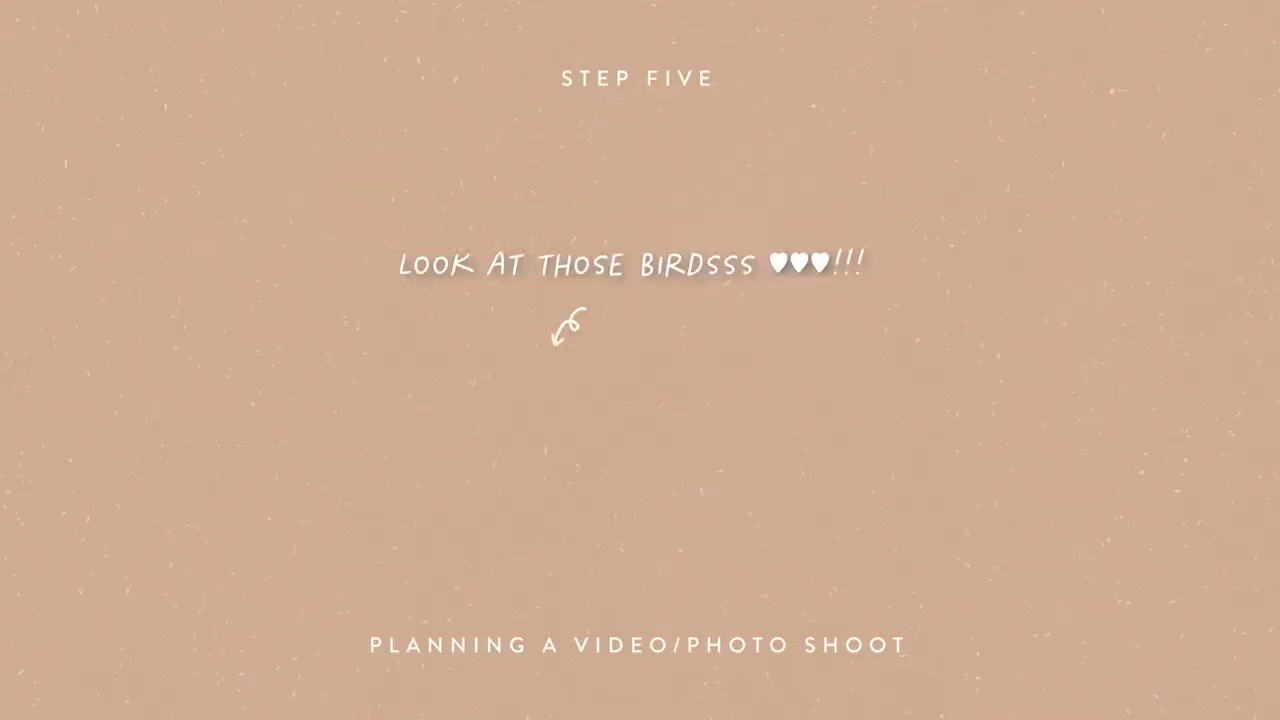 STEP FIVE
LOOK AT THOSE BIRDSSS ♥♥♥!!!
PLANNING A VIDEO/PHOTO SHOOT